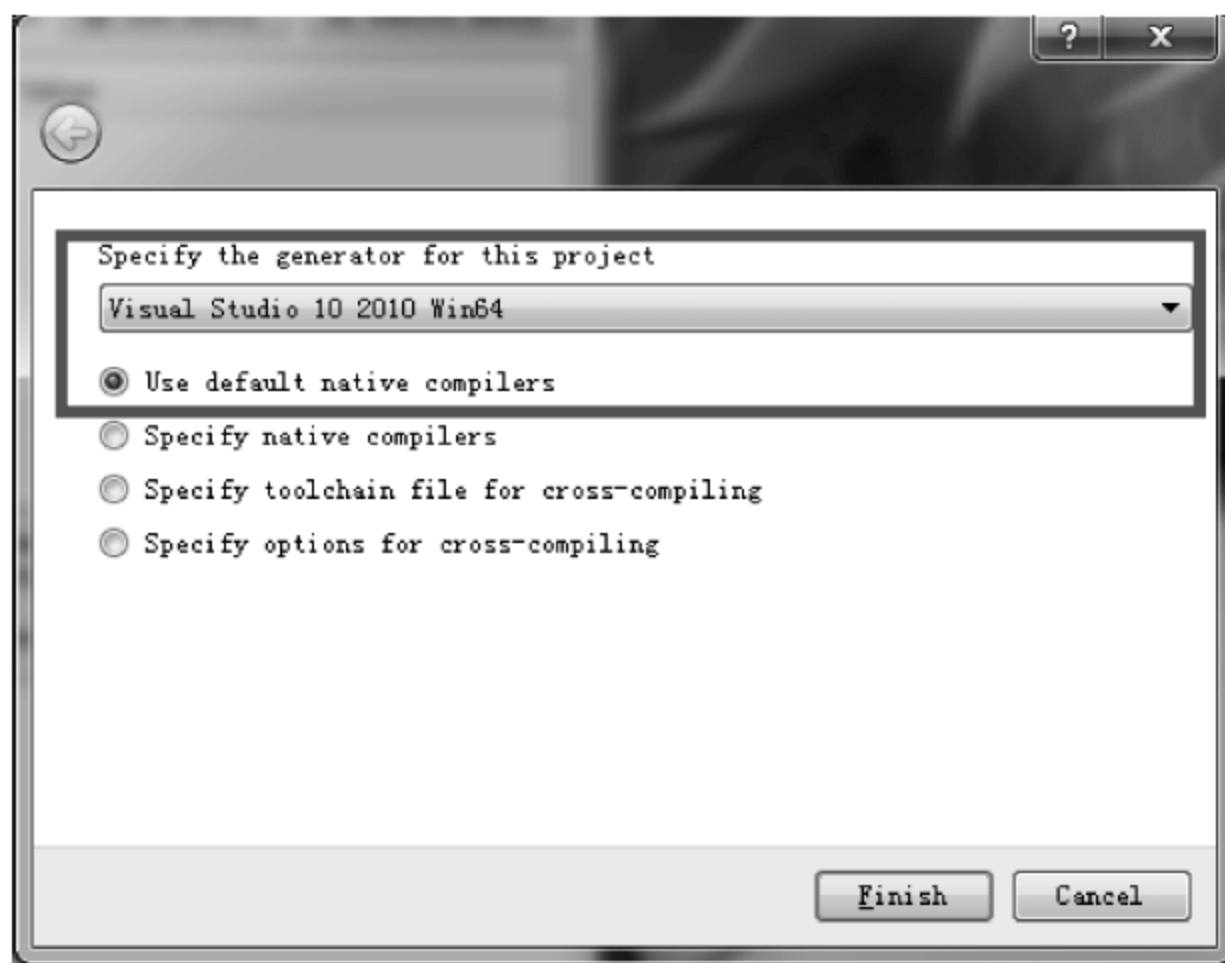 ?
X
Specify the generator for this project
Visual Studio 10 2010 Win64
Use default native compilers
Specify native compilers
Specify toolchain file for cross-compiling
Specify options for cross-compiling
Finish
Cancel